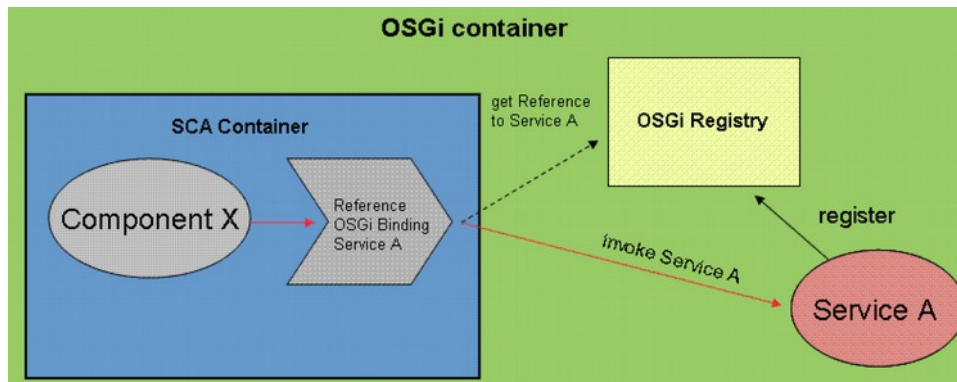 OSGi container
SCA Container
Component X
Reference
OSGi Binding
Service A
get Reference
to Service A
OSGi Registry
register
invoke Service A
Service A